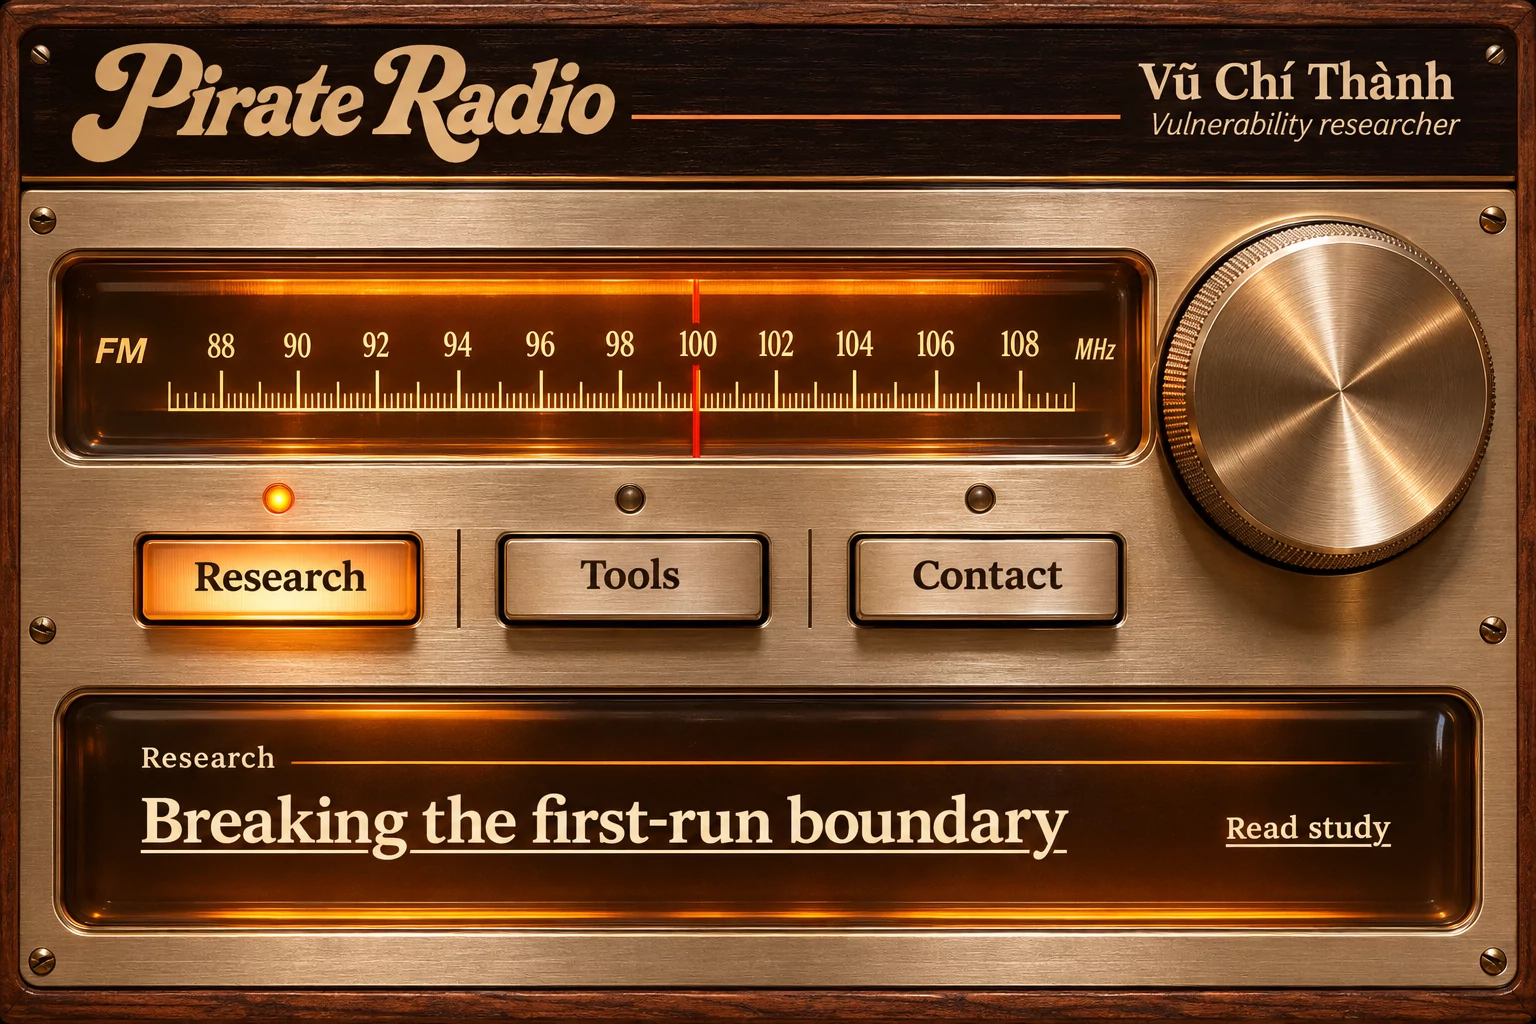 Pirate Radio
Vũ Chí Thành
Vulnerability researcher
FM 88 90 92 94 96 98 100 102 104 106 108 MHz
Research
Tools
Contact
Research
Breaking the first-run boundary
Read study